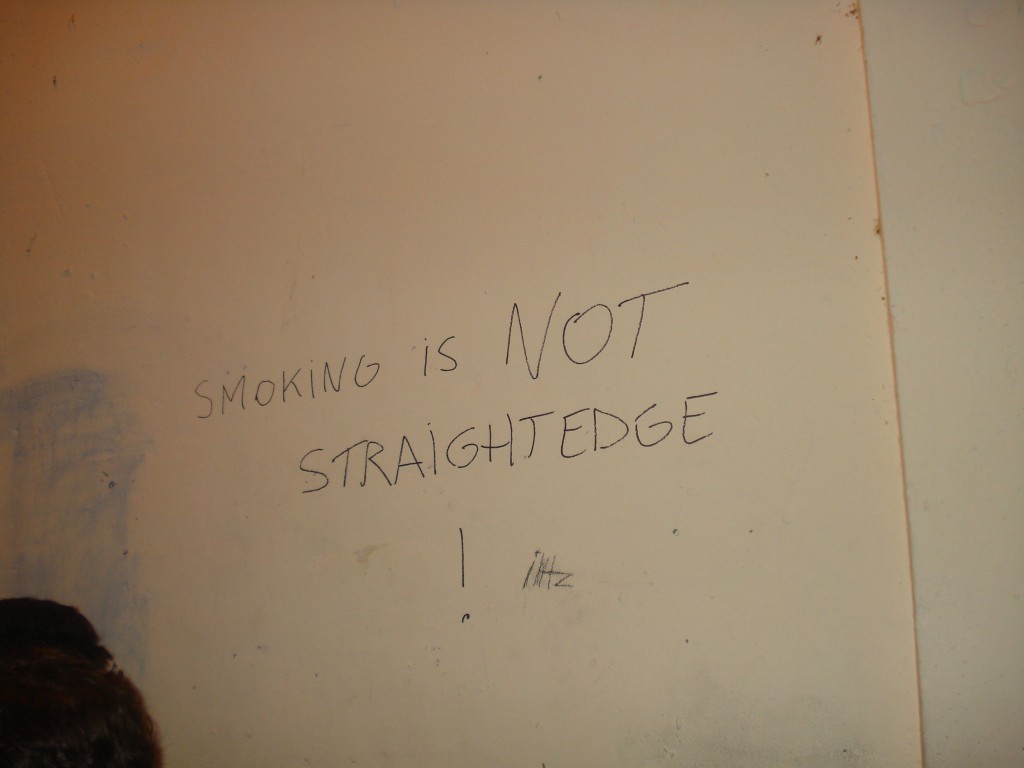 SMOKING IS NOT
STRAIGHTEDGE
!